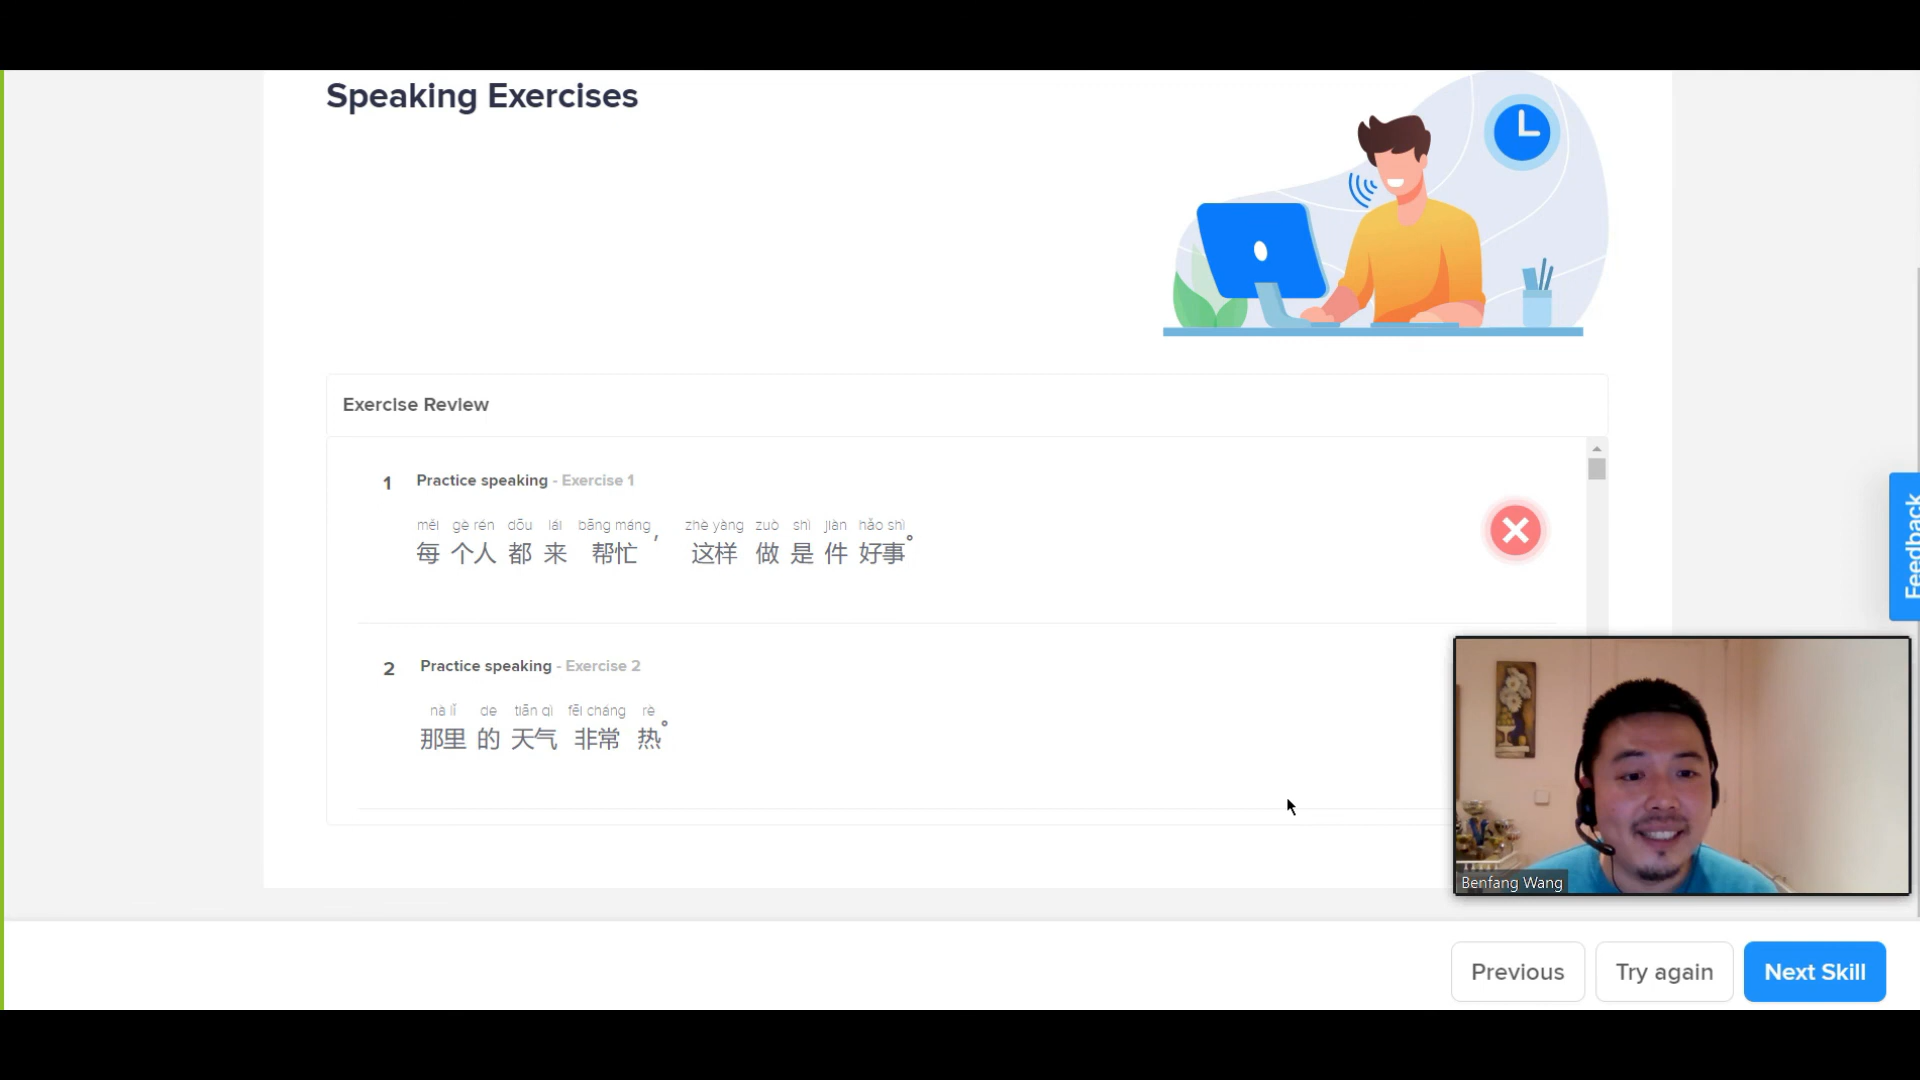 Speaking Exercises
Exercise Review
1 Practice speaking - Exercise 1
měi gè rén dōu lái bāng máng zhè yàng zuò shì jiàn hǎo shì
每 个人 都 来 帮忙， 这样 做 是 件 好事。
2 Practice speaking - Exercise 2
nà lǐ de tiān qì fēi cháng rè
那里 的 天气 非常 热。
Feedback
Benfang Wang
Previous Try again Next Skill